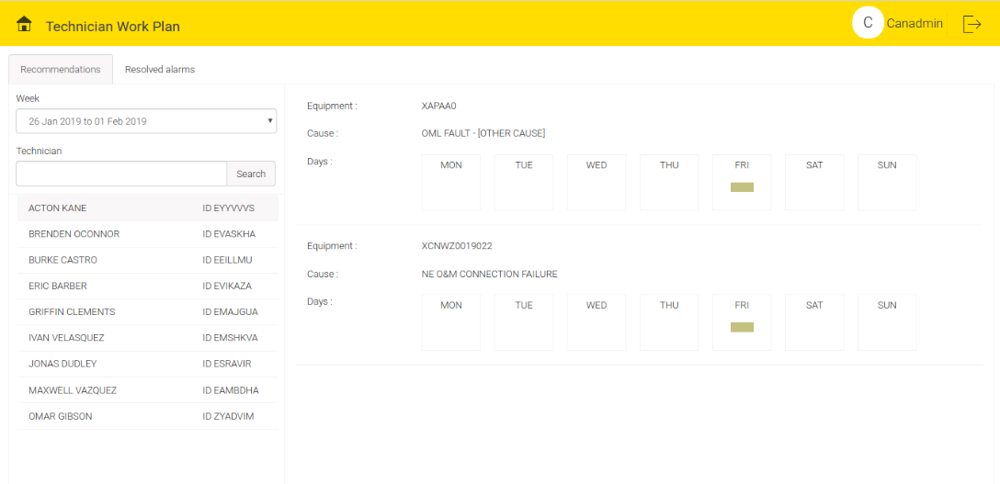 Technician Work Plan
C Canadmin
Recommendations Resolved alarms
Week
26 Jan 2019 to 01 Feb 2019
Technician
Search
ACTON KANE ID EYYVVVS
BRENDEN OCONNOR ID EVASKHA
BURKE CASTRO ID EEILLMU
ERIC BARBER ID EVIKAZA
GRIFFIN CLEMENTS ID EMAJGUA
IVAN VELASQUEZ ID EMSHKVA
JONAS DUDLEY ID ESRAVIR
MAXWELL VAZQUEZ ID EAMBDHA
OMAR GIBSON ID ZYADVIM
Equipment : XAPAA0
Cause : OML FAULT - [OTHER CAUSE]
Days : MON TUE WED THU FRI SAT SUN
Equipment : XCNWZ0019022
Cause : NE O&M CONNECTION FAILURE
Days : MON TUE WED THU FRI SAT SUN